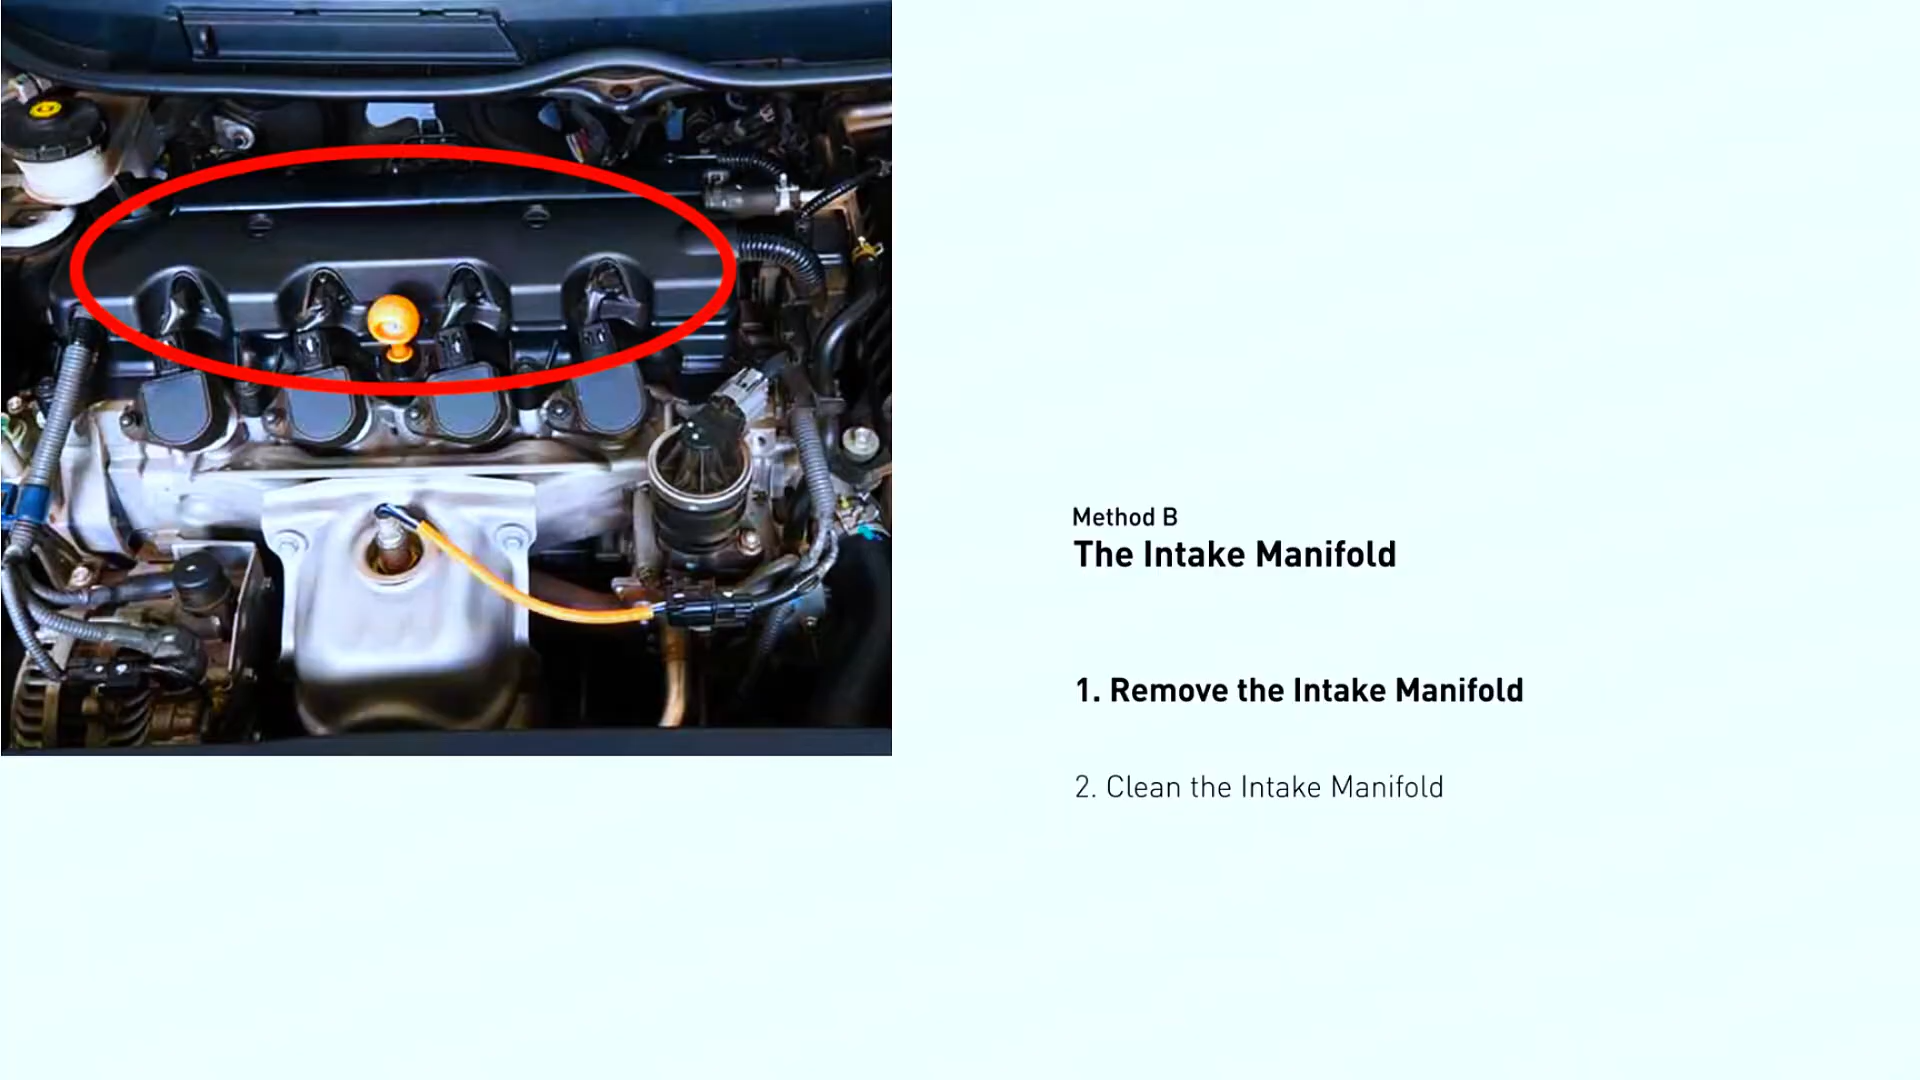 Method B
The Intake Manifold
1. Remove the Intake Manifold
2. Clean the Intake Manifold